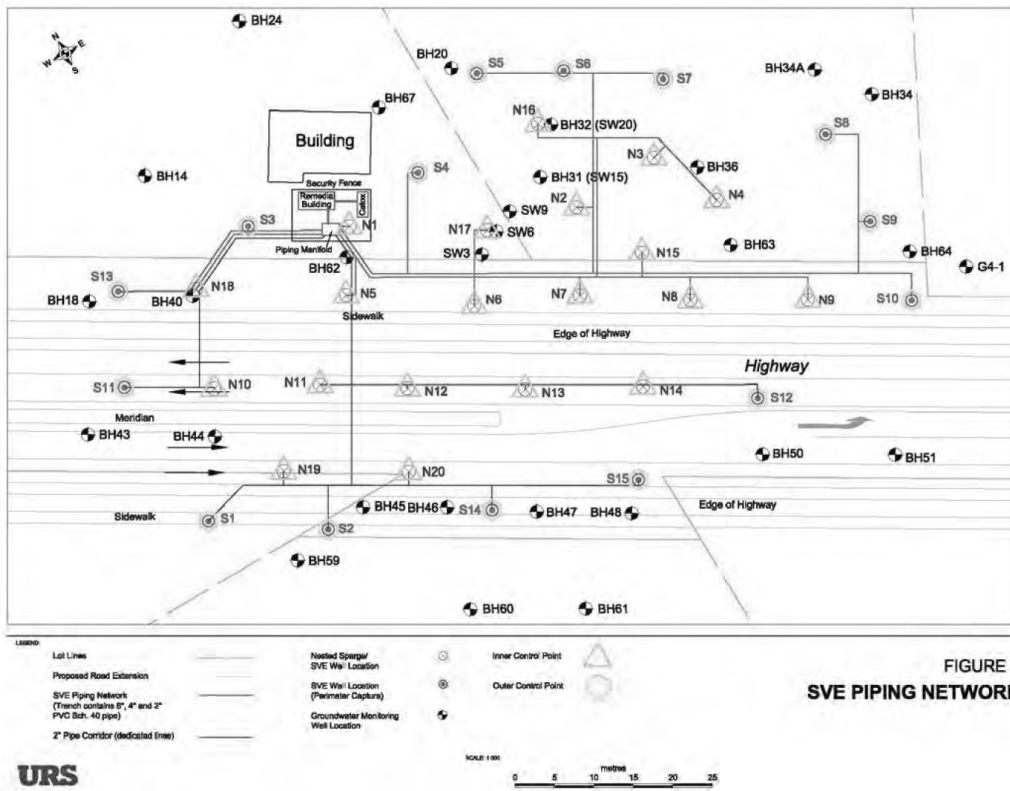 BH24
N
E
W
S
BH20
S5
S6
S7
BH34A
BH34
BH67
N16
BH32 (SW20)
S8
Building
N3
BH36
S4
BH14
BH31 (SW15)
Security Fence
N4
Remedial
Building
Catox
N2
SW9
S3
N1
N17
SW6
S9
Piping Manifold
SW3
N15
BH63
BH64
BH62
G4-1
S13
N18
BH18
BH40
N5
N6
N7
N8
N9
S10
Sidewalk
Edge of Highway
Highway
S11
N10
N11
N12
N13
N14
S12
Meridian
BH43
BH44
BH50
BH51
N19
N20
S15
Sidewalk
S1
S2
BH45
BH46
S14
BH47
BH48
Edge of Highway
BH59
BH60
BH61
LEGEND:
Lot Lines
Proposed Road Extension
SVE Piping Network
(Trench contains 8", 4" and 2"
PVC Sch. 40 pipe)
2" Pipe Corridor (dedicated lines)
Nested Sparge/
SVE Well Location
SVE Well Location
(Perimeter Capture)
Groundwater Monitoring
Well Location
Inner Control Point
Outer Control Point
FIGURE
SVE PIPING NETWORK
URS
metres
0 5 10 15 20 25